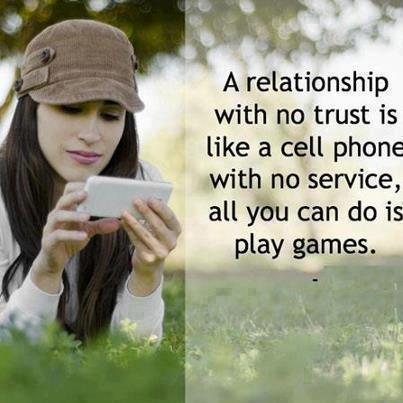 A relationship
with no trust is
like a cell phone
with no service,
all you can do is
play games.
-